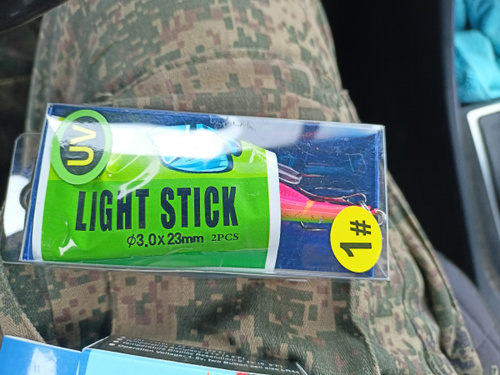 UV
LIGHT STICK
φ3.0x23mm 2PCS
1#